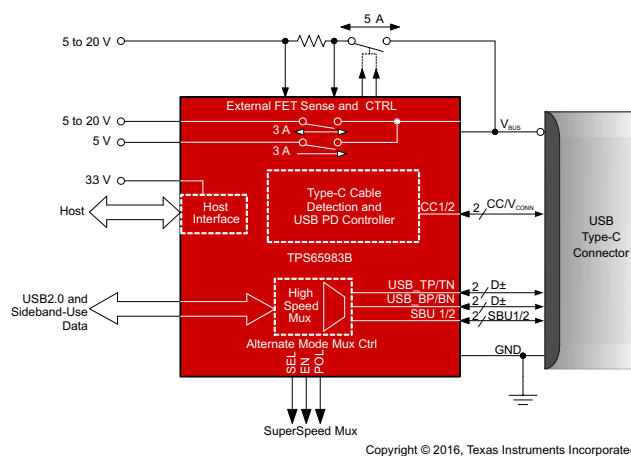 5 A
5 to 20 V
External FET Sense and CTRL
5 to 20 V
3 A
5 V
3 A
VBUS
33 V
Host
Host
Interface
Type-C Cable
Detection and
USB PD Controller
CC1/2
2
CC/VCONN
USB
Type-C
Connector
TPS65983B
USB2.0 and
Sideband-Use
Data
High
Speed
Mux
USB_TP/TN
2
D±
USB_BP/BN
2
D±
SBU 1/2
2
SBU1/2
Alternate Mode Mux Ctrl
GND
SEL
EN
POL
SuperSpeed Mux
Copyright © 2016, Texas Instruments Incorporated